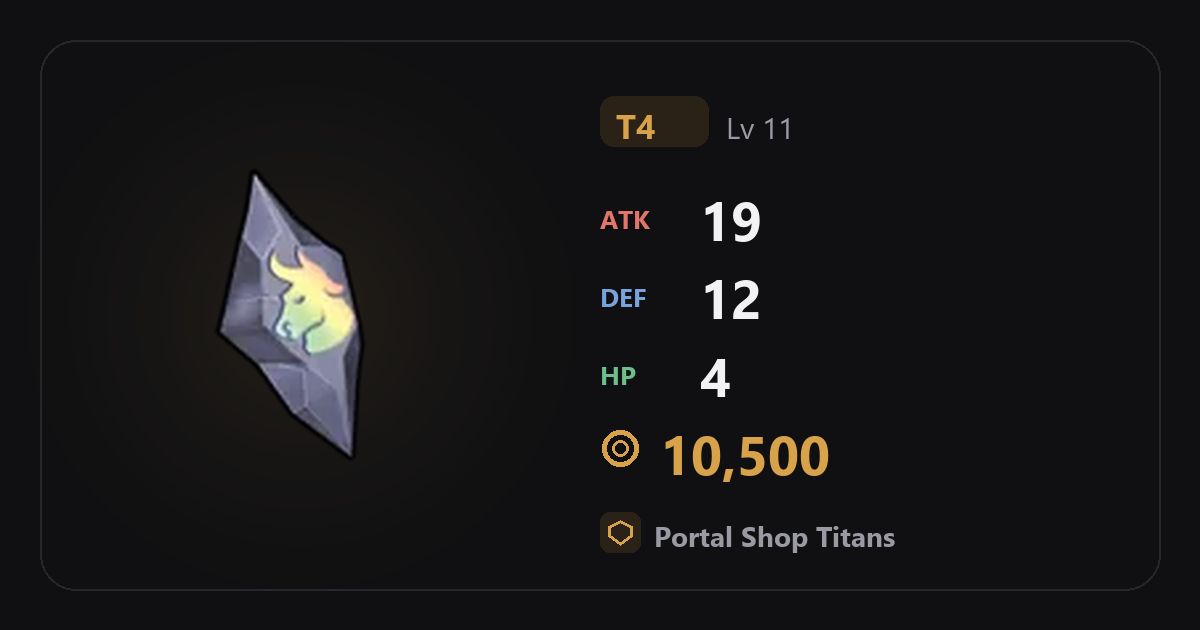 T4 Lv 11
ATK 19
DEF 12
HP 4
10,500
Portal Shop Titans